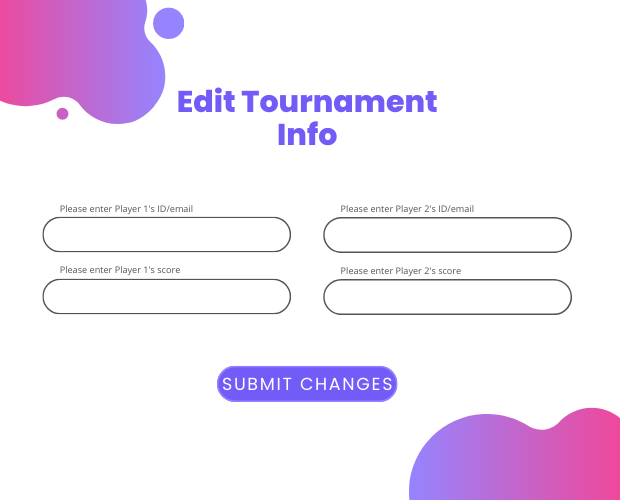 Edit Tournament
Info
Please enter Player 1's ID/email
Please enter Player 2's ID/email
Please enter Player 1's score
Please enter Player 2's score
SUBMIT CHANGES